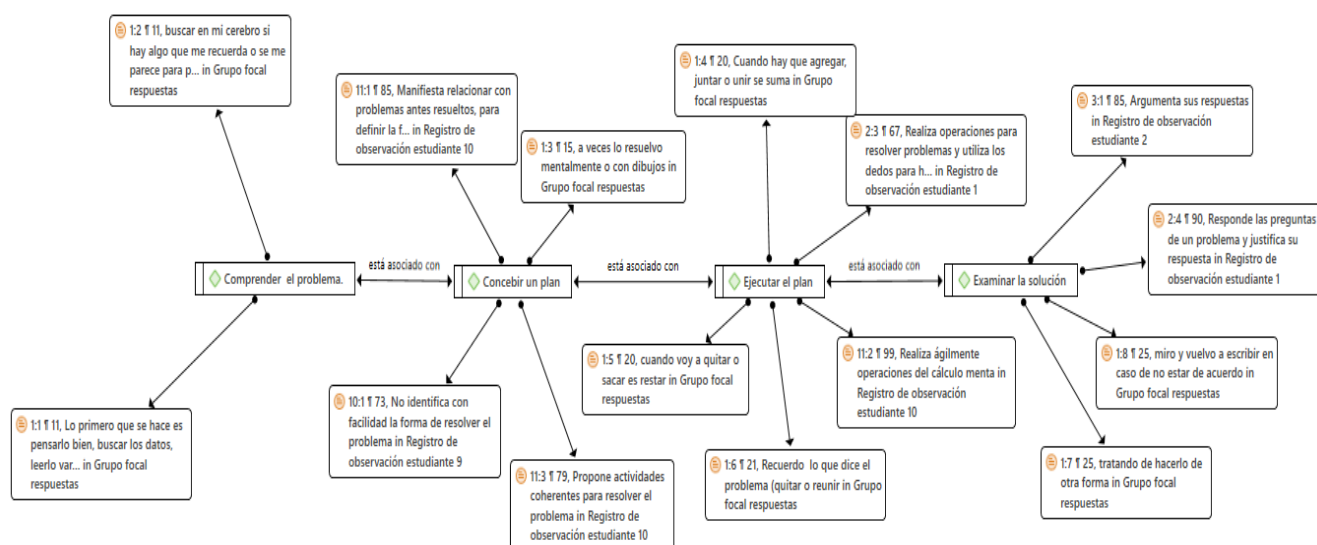 1:2 ¶ 11, buscar en mi cerebro si
hay algo que me recuerda o se me
parece para p... in Grupo focal
respuestas
11:1 ¶ 85, Manifiesta relacionar con
problemas antes resueltos, para
definir la f... in Registro de
observación estudiante 10
1:3 ¶ 15, a veces lo resuelvo
mentalmente o con dibujos in
Grupo focal respuestas
1:4 ¶ 20, Cuando hay que agregar,
juntar o unir se suma in Grupo
focal respuestas
2:3 ¶ 67, Realiza operaciones para
resolver problemas y utiliza los
dedos para h... in Registro de
observación estudiante 1
3:1 ¶ 85, Argumenta sus respuestas
in Registro de observación
estudiante 2
2:4 ¶ 90, Responde las preguntas
de un problema y justifica su
respuesta in Registro de
observación estudiante 1
Comprender el problema.
está asociado con
Concebir un plan
está asociado con
Ejecutar el plan
está asociado con
Examinar la solución
1:1 ¶ 11, Lo primero que se hace es
pensarlo bien, buscar los datos,
leerlo var... in Grupo focal
respuestas
10:1 ¶ 73, No identifica con
facilidad la forma de resolver el
problema in Registro de
observación estudiante 9
11:3 ¶ 79, Propone actividades
coherentes para resolver el
problema in Registro de
observación estudiante 10
1:5 ¶ 20, cuando voy a quitar o
sacar es restar in Grupo focal
respuestas
11:2 ¶ 99, Realiza ágilmente
operaciones del cálculo menta in
Registro de observación
estudiante 10
1:6 ¶ 21, Recuerdo lo que dice el
problema (quitar o reunir in Grupo
focal respuestas
1:8 ¶ 25, miro y vuelvo a escribir en
caso de no estar de acuerdo in
Grupo focal respuestas
1:7 ¶ 25, tratando de hacerlo de
otra forma in Grupo focal
respuestas